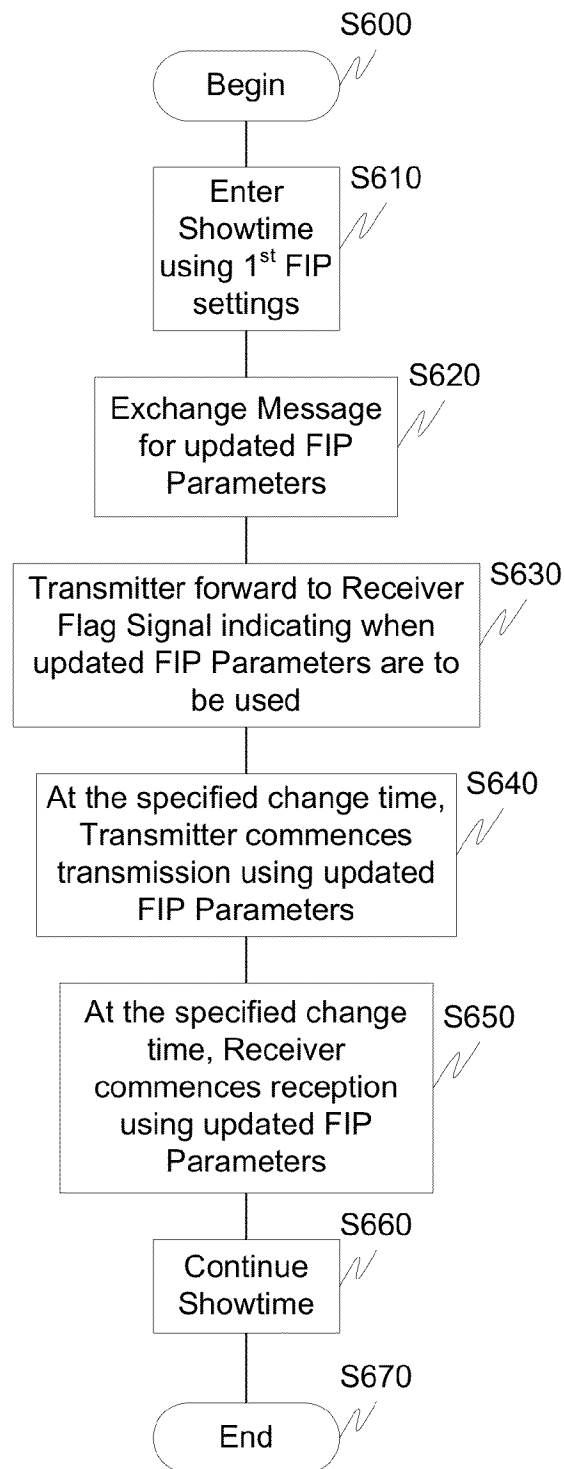 S600
Begin
S610
Enter
Showtime
using 1st FIP
settings
S620
Exchange Message
for updated FIP
Parameters
S630
Transmitter forward to Receiver
Flag Signal indicating when
updated FIP Parameters are to
be used
S640
At the specified change time,
Transmitter commences
transmission using updated
FIP Parameters
S650
At the specified change
time, Receiver
commences reception
using updated FIP
Parameters
S660
Continue
Showtime
S670
End